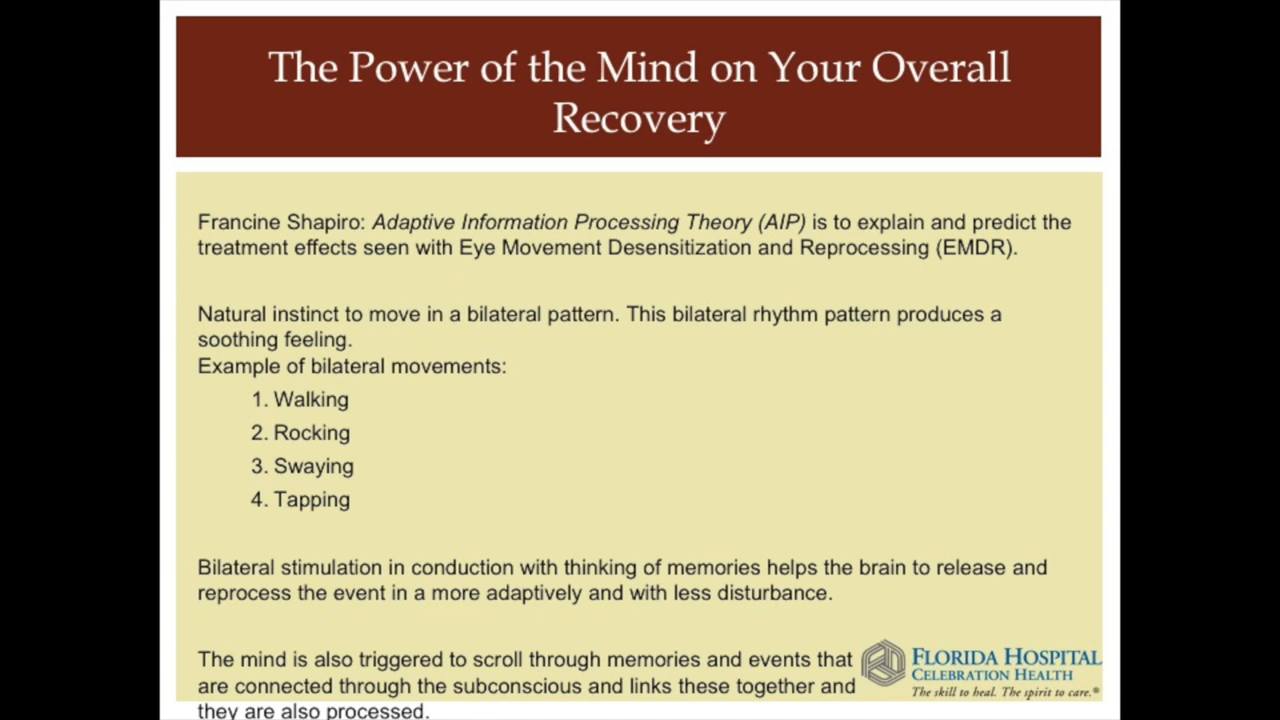 The Power of the Mind on Your Overall
Recovery
Francine Shapiro: Adaptive Information Processing Theory (AIP) is to explain and predict the
treatment effects seen with Eye Movement Desensitization and Reprocessing (EMDR).
Natural instinct to move in a bilateral pattern. This bilateral rhythm pattern produces a
soothing feeling.
Example of bilateral movements:
1. Walking
2. Rocking
3. Swaying
4. Tapping
Bilateral stimulation in conduction with thinking of memories helps the brain to release and
reprocess the event in a more adaptively and with less disturbance.
The mind is also triggered to scroll through memories and events that
are connected through the subconscious and links these together and
they are also processed.
FLORIDA HOSPITAL
CELEBRATION HEALTH
The skill to heal. The spirit to care.®